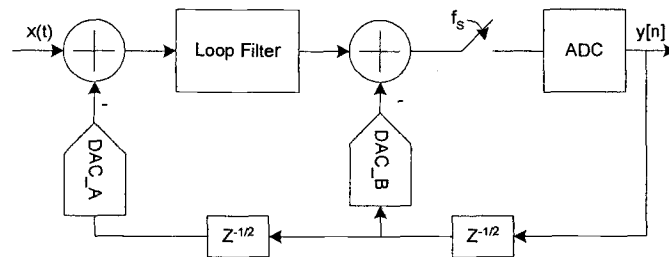 x(t)
Loop Filter
f_s
ADC
y[n]
-
-
DAC_A
DAC_B
Z^-1/2
Z^-1/2